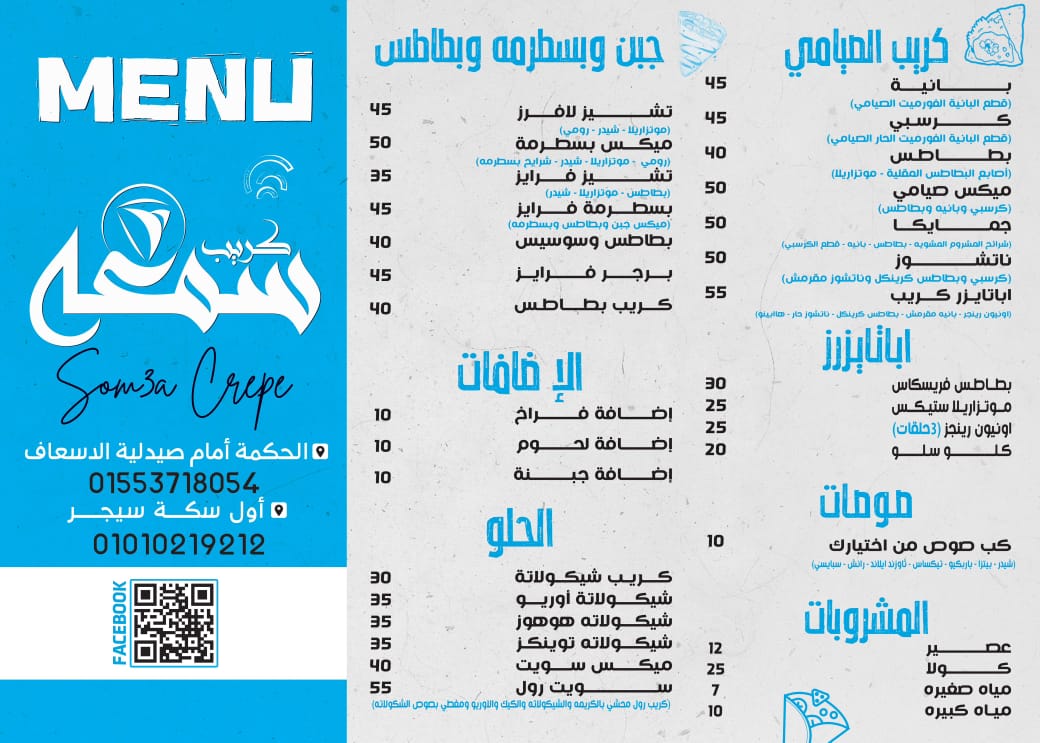 MENU
كريب
سمعه
Som3a Crepe
الحكمة أمام صيدلية الاسعاف
01553718054
أول سكة سيجر
01010219212
FACEBOOK
كريب الصيامي
بانية 45
(قطع البانية الفورميت الصيامي)
كرسبي 45
(قطع البانية الفورميت الحار الصيامي)
بطاطس 40
(أصابع البطاطس المقلية - موتزاريلا)
ميكس صيامي 50
(كرسبي وبانيه وبطاطس)
جمايكا 50
(شرائح المشروم المشويه - بطاطس - بانيه - قطع الكرسبي)
ناتشوز 50
(كرسبي وبطاطس كرينكل وناتشوز مقرمش)
اباتايزر كريب 55
(اونيون رينجر - بانيه مقرمش - بطاطس كرينكل - ناتشوز حار - هالبينو)
اباتايزرز
بطاطس فريسكاس 30
موتزاريلا ستيكس 25
اونيون رينجز (3حلقات) 25
كلو سلو 20
صوصات
كب صوص من اختيارك 10
(شيدر - بيتزا - باربكيو - تيكساس - ثاوزند ايلاند - رانش - سبايسي)
المشروبات
عصير 12
كولا 25
مياه صغيره 7
مياه كبيره 10
جبن وبسطرمه وبطاطس
تشيز لافرز 45
(موتزاريلا - شيدر - رومي)
ميكس بسطرمة 50
(رومي - موتزاريلا - شيدر - شرايح بسطرمه)
تشيز فرايز 35
(بطاطس - موتزاريلا - شيدر)
بسطرمة فرايز 45
(ميكس جبن وبطاطس وبسطرمه)
بطاطس وسوسيس 40
برجر فرايز 45
كريب بطاطس 40
الإضافات
إضافة فراخ 10
إضافة لحوم 10
إضافة جبنة 10
الحلو
كريب شيكولاتة 30
شيكولاتة أوريو 35
شيكولاته هوهوز 35
شيكولاته توينكز 35
ميكس سويت 40
سويت رول 55
(كريب رول محشي بالكريمه والشيكولاته والكيك والاوريو ومغطي بصوص الشكولاته)